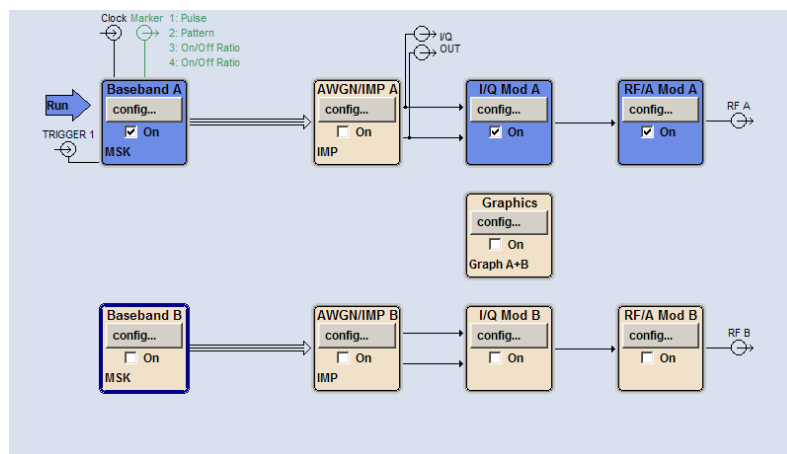 Clock Marker 1: Pulse
2: Pattern
3: On/Off Ratio
4: On/Off Ratio
I/Q
OUT
Run
TRIGGER 1
Baseband A
config...
On
MSK
AWGN/IMP A
config...
On
IMP
I/Q Mod A
config...
On
RF/A Mod A
config...
On
RF A
Graphics
config...
On
Graph A+B
Baseband B
config...
On
MSK
AWGN/IMP B
config...
On
IMP
I/Q Mod B
config...
On
RF/A Mod B
config...
On
RF B